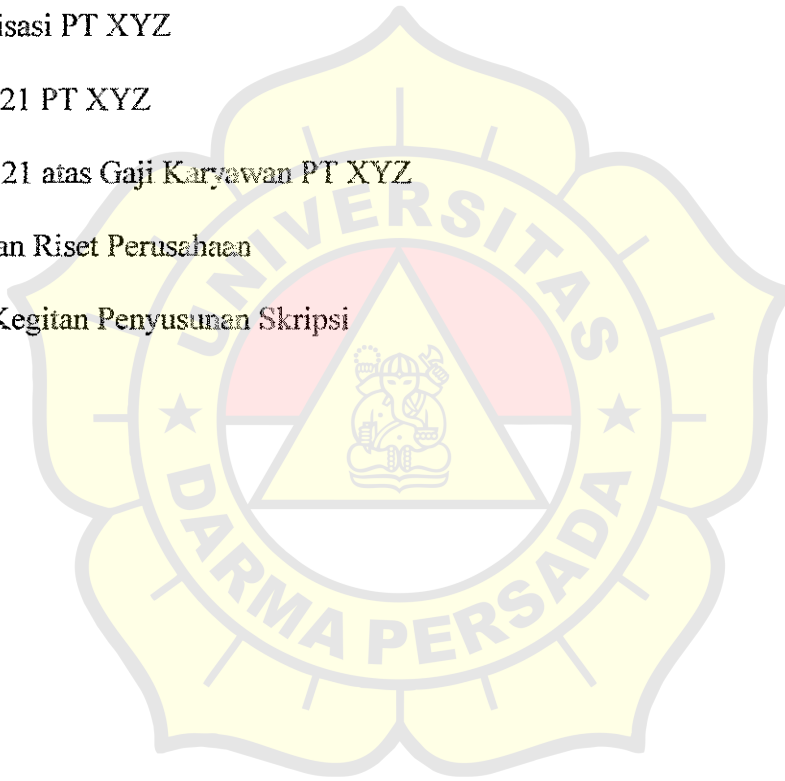 isasi PT XYZ
21 PT XYZ
21 atas Gaji Karyawan PT XYZ
an Riset Perusahaan
Kegitan Penyusunan Skripsi
UNIVERSITAS
DARMA PERSADA